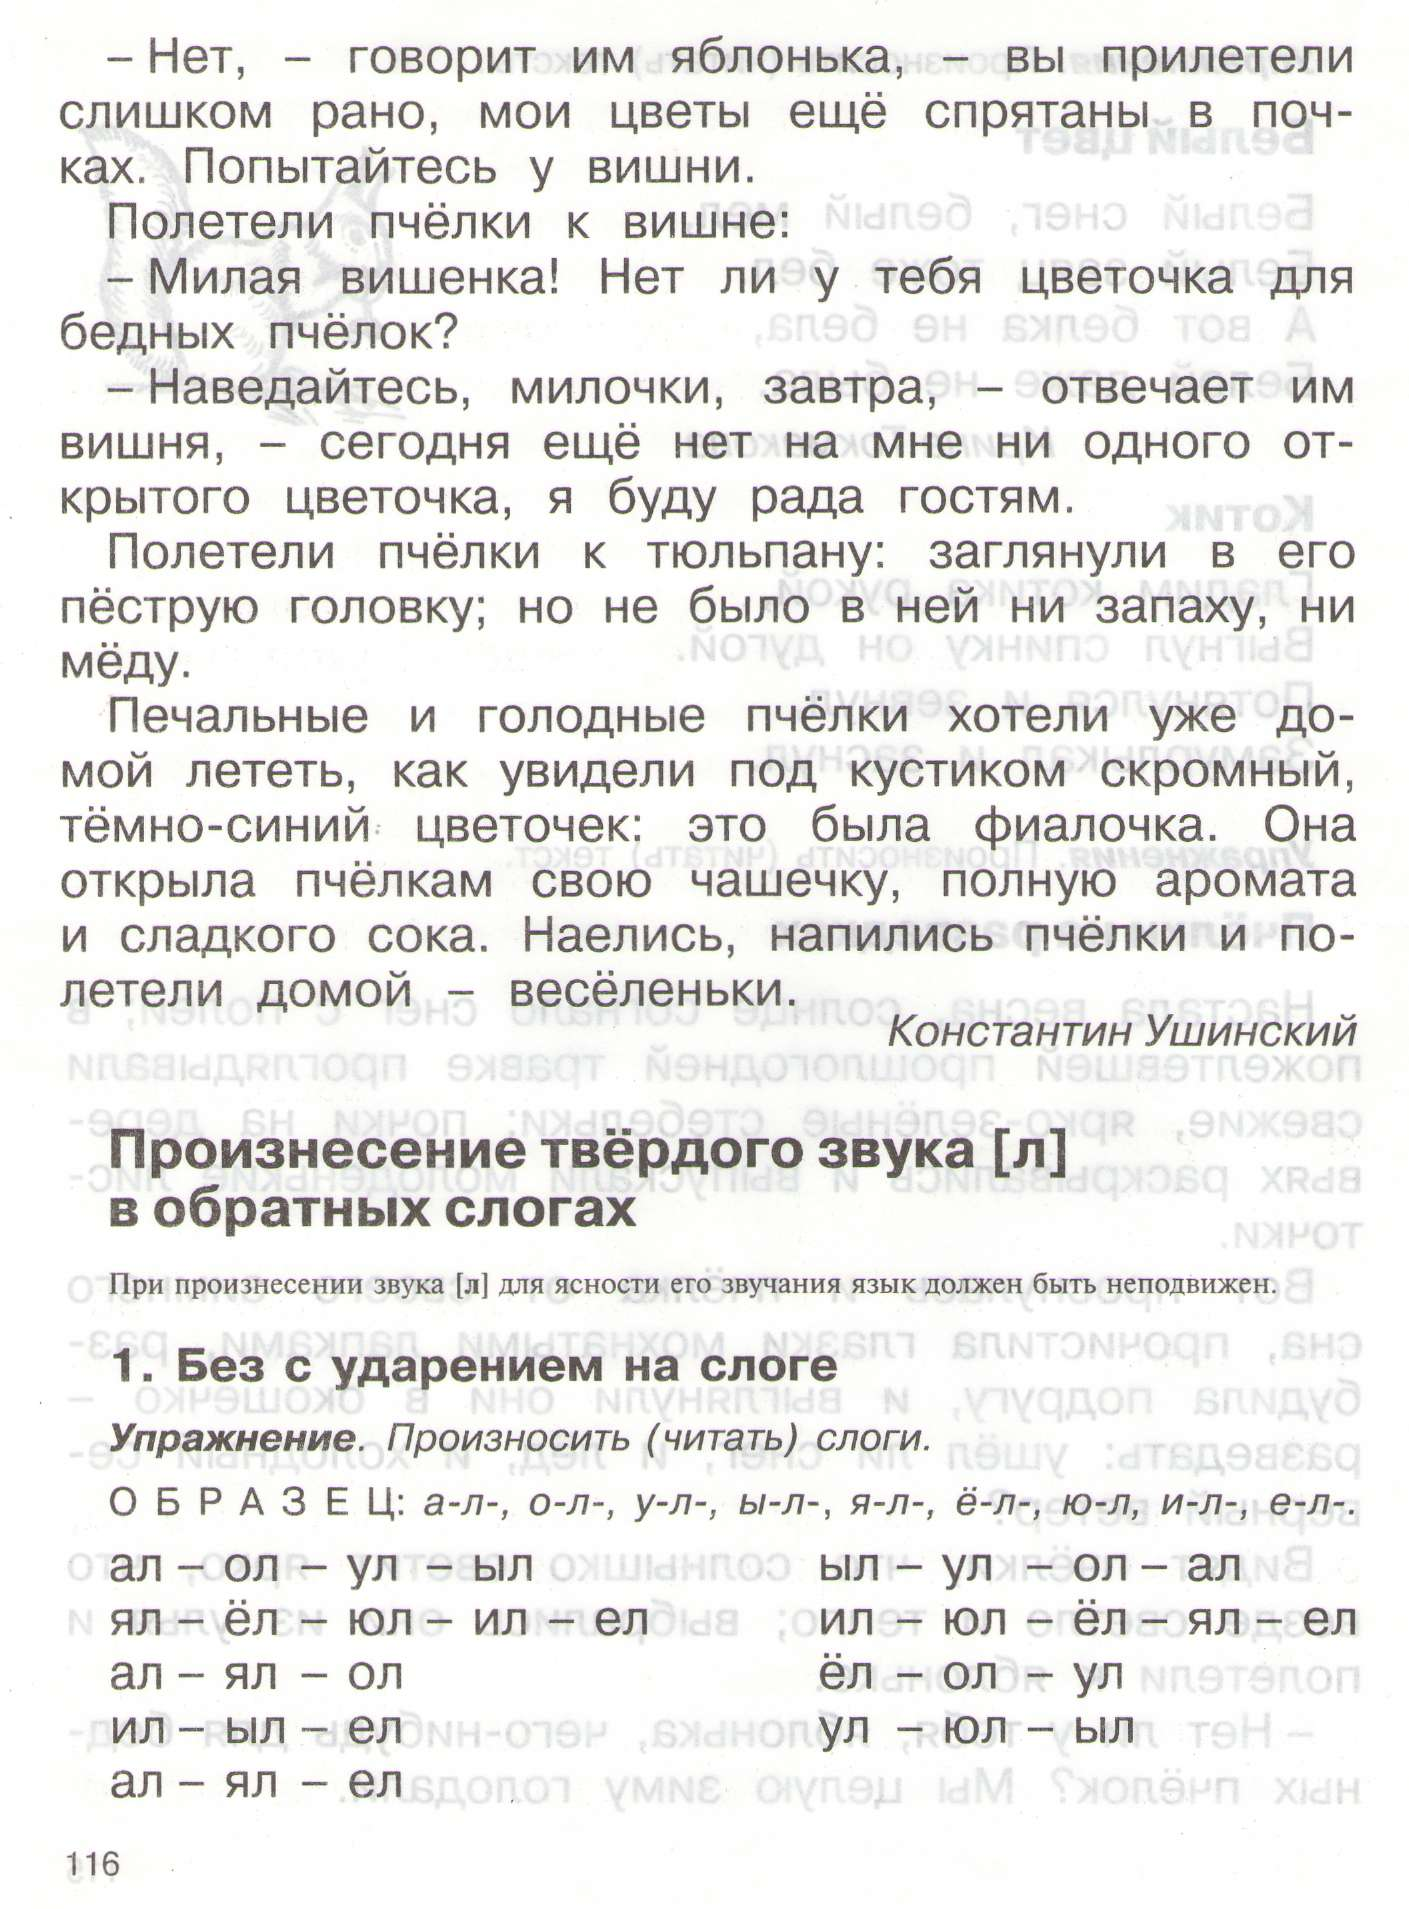 – Нет, – говорит им яблонька, – вы прилетели
слишком рано, мои цветы ещё спрятаны в поч-
ках. Попытайтесь у вишни.
Полетели пчёлки к вишне:
– Милая вишенка! Нет ли у тебя цветочка для
бедных пчёлок?
– Наведайтесь, милочки, завтра, – отвечает им
вишня, – сегодня ещё нет на мне ни одного от-
крытого цветочка, я буду рада гостям.
Полетели пчёлки к тюльпану: заглянули в его
пёструю головку; но не было в ней ни запаху, ни
мёду.
Печальные и голодные пчёлки хотели уже до-
мой лететь, как увидели под кустиком скромный,
тёмно-синий цветочек: это была фиалочка. Она
открыла пчёлкам свою чашечку, полную аромата
и сладкого сока. Наелись, напились пчёлки и по-
летели домой – весёленьки.
Константин Ушинский
Произнесение твёрдого звука [л]
в обратных слогах
При произнесении звука [л] для ясности его звучания язык должен быть неподвижен.
1. Без с ударением на слоге
Упражнение. Произносить (читать) слоги.
О Б Р А З Е Ц: а-л-, о-л-, у-л-, ы-л-, я-л-, ё-л-, ю-л, и-л-, е-л-.
ал – ол – ул – ыл ыл – ул – ол – ал
ял – ёл – юл – ил – ел ил – юл – ёл – ял – ел
ал – ял – ол ёл – ол – ул
ил – ыл – ел ул – юл – ыл
ал – ял – ел
116